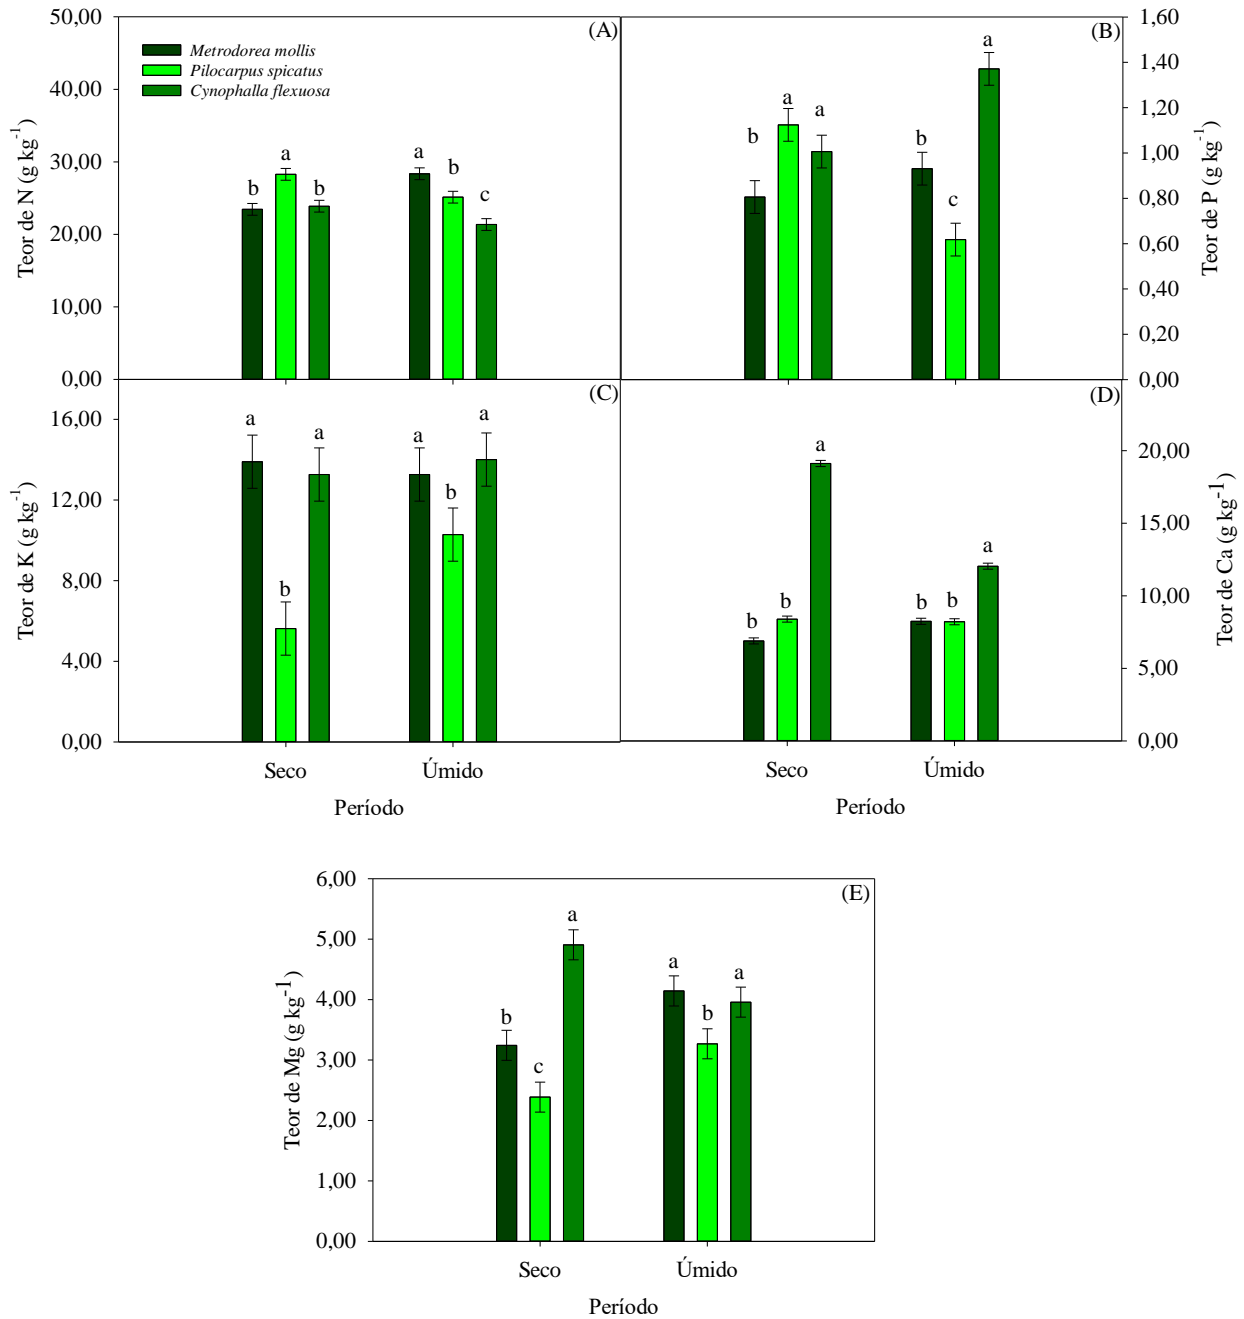 50,00
40,00
30,00
20,00
10,00
0,00
Teor de N (g kg-1)
(A)
Metrodorea mollis
Pilocarpus spicatus
Cynophalla flexuosa
b
a
b
a
b
c
(B)
1,60
1,40
1,20
1,00
0,80
0,60
0,40
0,20
0,00
Teor de P (g kg-1)
b
a
a
b
c
a
(C)
16,00
12,00
8,00
4,00
0,00
Teor de K (g kg-1)
a
b
a
a
b
a
Seco
Úmido
Período
(D)
20,00
15,00
10,00
5,00
0,00
Teor de Ca (g kg-1)
b
b
a
b
b
a
Seco
Úmido
Período
(E)
6,00
5,00
4,00
3,00
2,00
1,00
0,00
Teor de Mg (g kg-1)
b
c
a
a
b
a
Seco
Úmido
Período